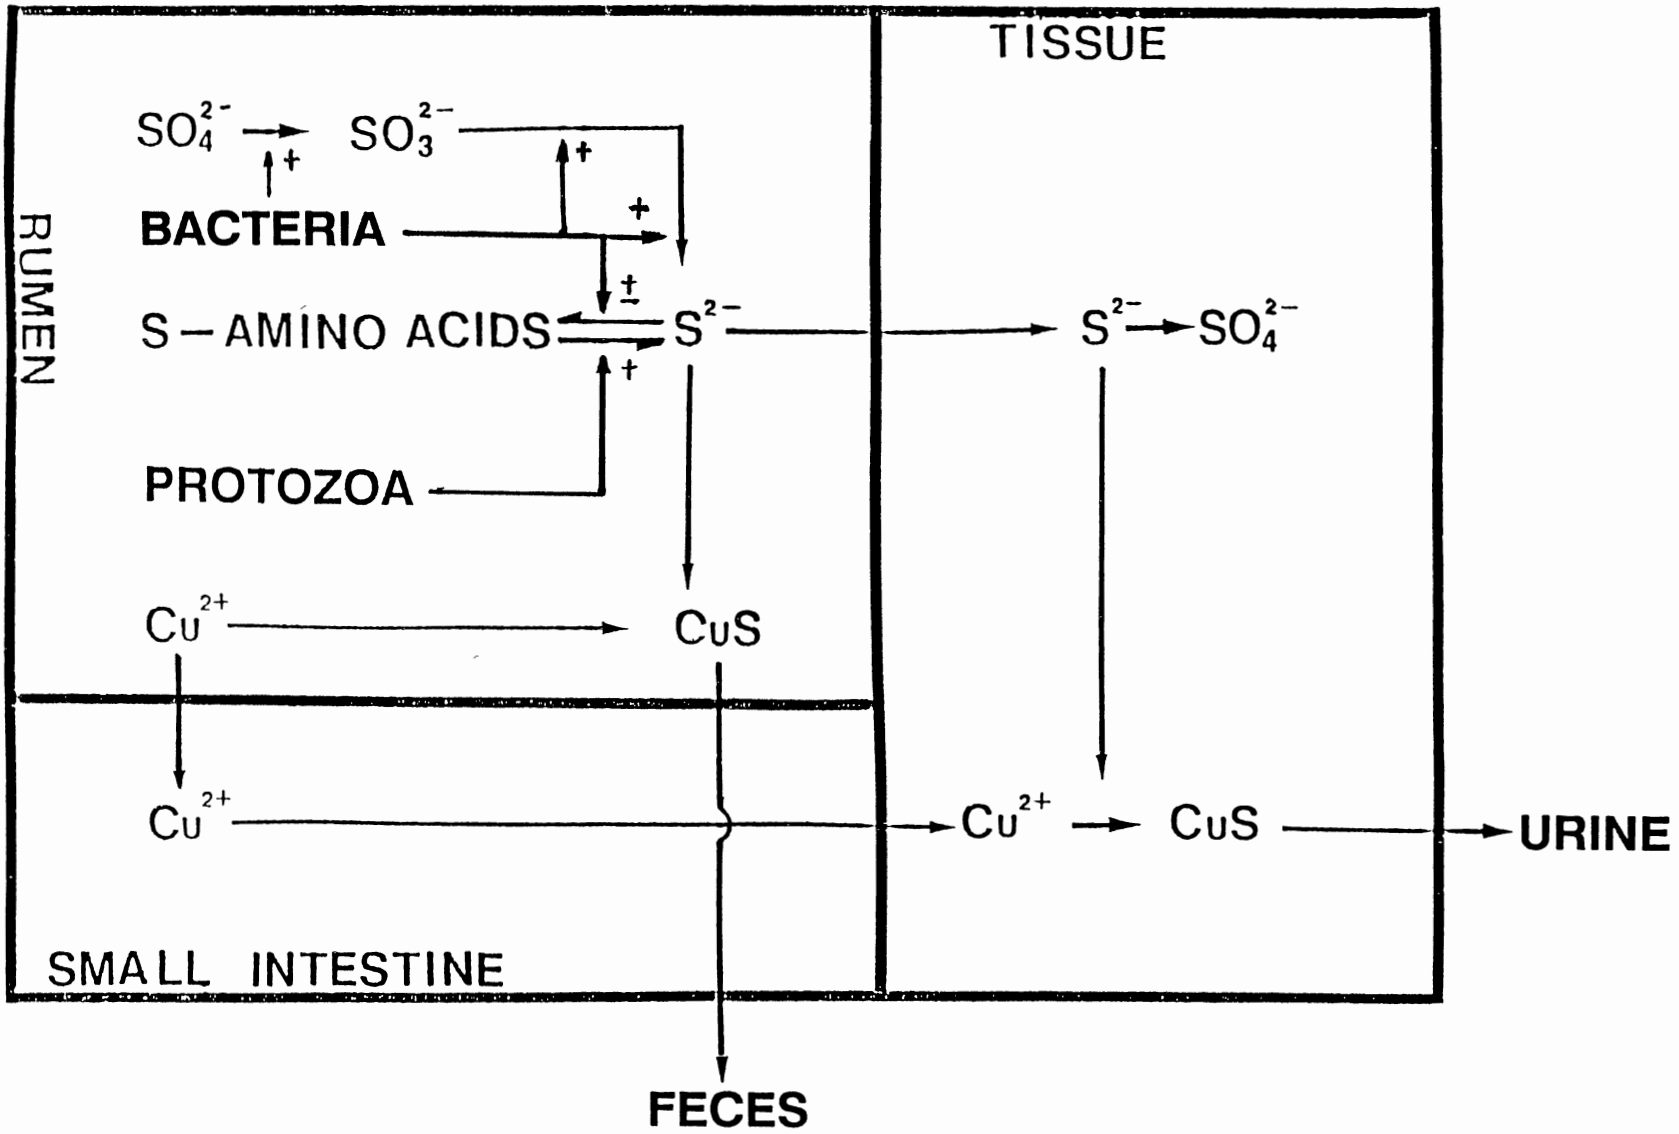 TISSUE
SO₄²⁻ SO₃²⁻
+ +
BACTERIA +
RUMEN
±
S–AMINO ACIDS S²⁻ S²⁻ SO₄²⁻
+
PROTOZOA
Cu²⁺ CuS
Cu²⁺ Cu²⁺ CuS URINE
SMALL INTESTINE
FECES